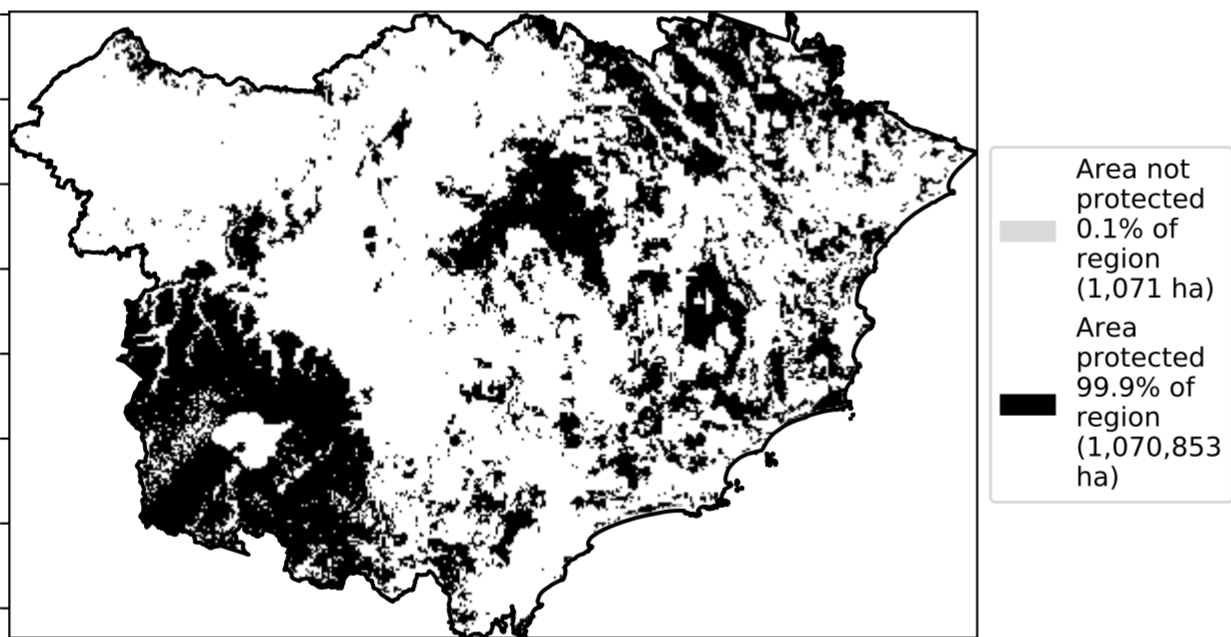 Area not
protected
0.1% of
region
(1,071 ha)
Area
protected
99.9% of
region
(1,070,853
ha)